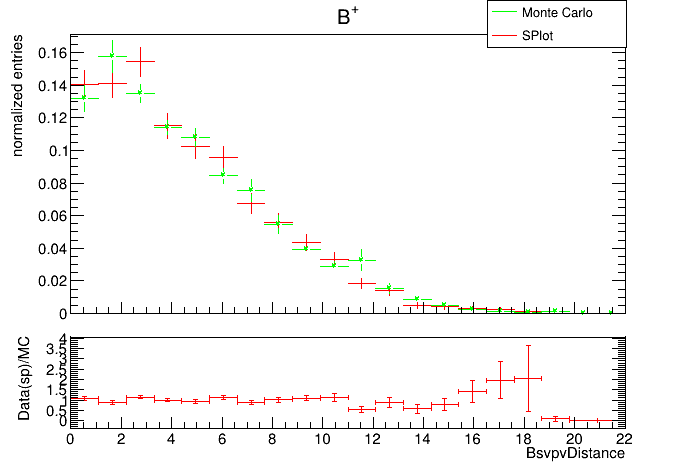 B+
Monte Carlo
SPlot
normalized entries
0.16
0.14
0.12
0.1
0.08
0.06
0.04
0.02
0
Data(sp)/MC
4
3.5
3
2.5
2
1.5
1
0.5
0
0 2 4 6 8 10 12 14 16 18 20 22
BsvpvDistance